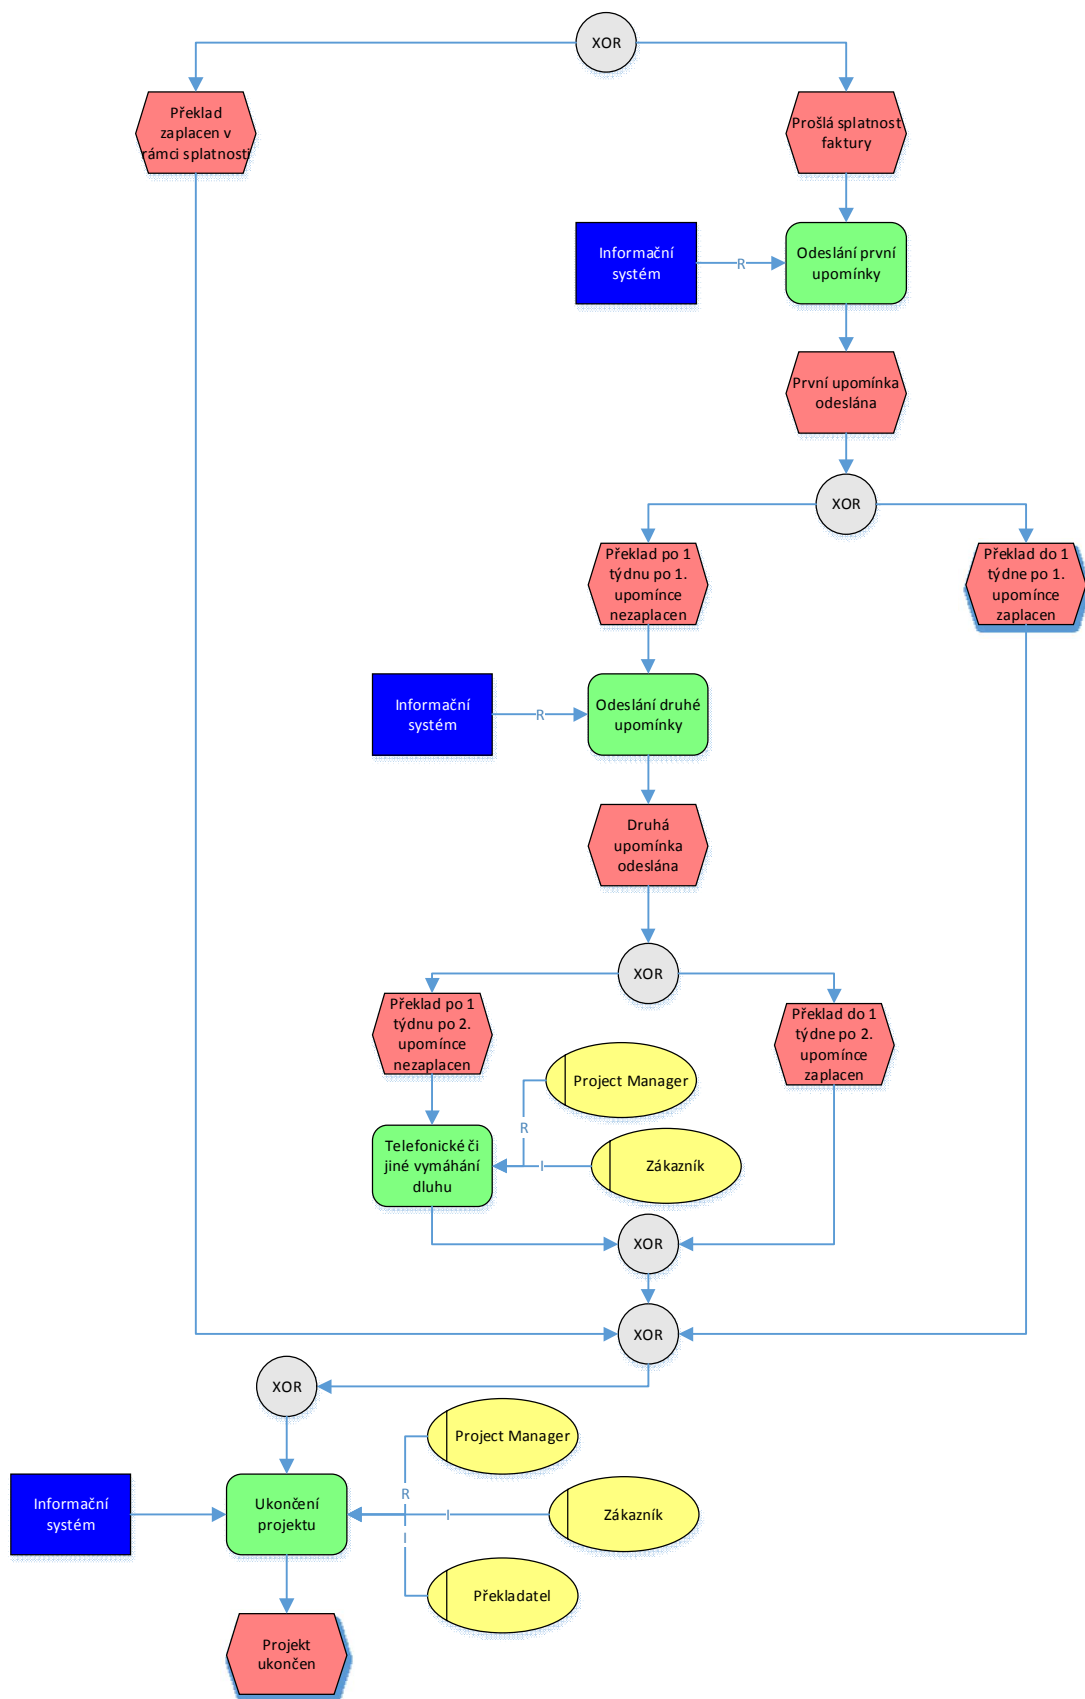 XOR
Překlad
zaplacen v
rámci splatnosti
Prošlá splatnost
faktury
Informační
systém
R
Odeslání první
upomínky
První upomínka
odeslána
XOR
Překlad po 1
týdnu po 1.
upomínce
nezaplacen
Překlad do 1
týdne po 1.
upomínce
zaplacen
Informační
systém
R
Odeslání druhé
upomínky
Druhá
upomínka
odeslána
XOR
Překlad po 1
týdnu po 2.
upomínce
nezaplacen
Překlad do 1
týdne po 2.
upomínce
zaplacen
Project Manager
R
Telefonické či
jiné vymáhání
dluhu
I
Zákazník
XOR
XOR
XOR
Project Manager
R
Informační
systém
Ukončení
projektu
I
Zákazník
I
Překladatel
Projekt
ukončen